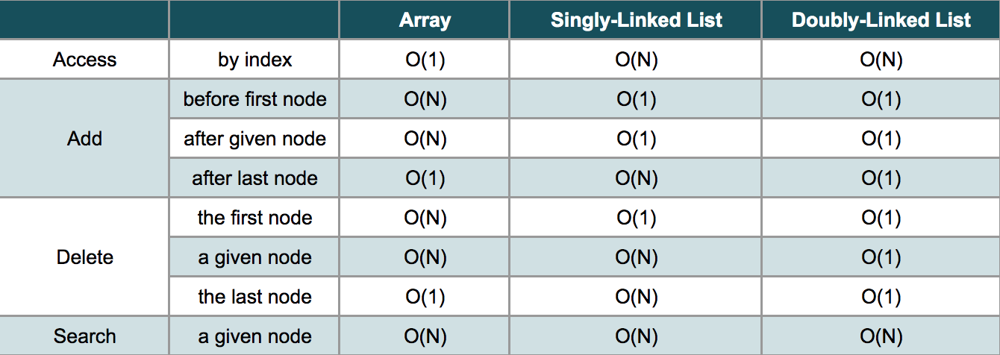 Array Singly-Linked List Doubly-Linked List
Access by index O(1) O(N) O(N)
before first node O(N) O(1) O(1)
Add after given node O(N) O(1) O(1)
after last node O(1) O(N) O(1)
the first node O(N) O(1) O(1)
Delete a given node O(N) O(N) O(1)
the last node O(1) O(N) O(1)
Search a given node O(N) O(N) O(N)